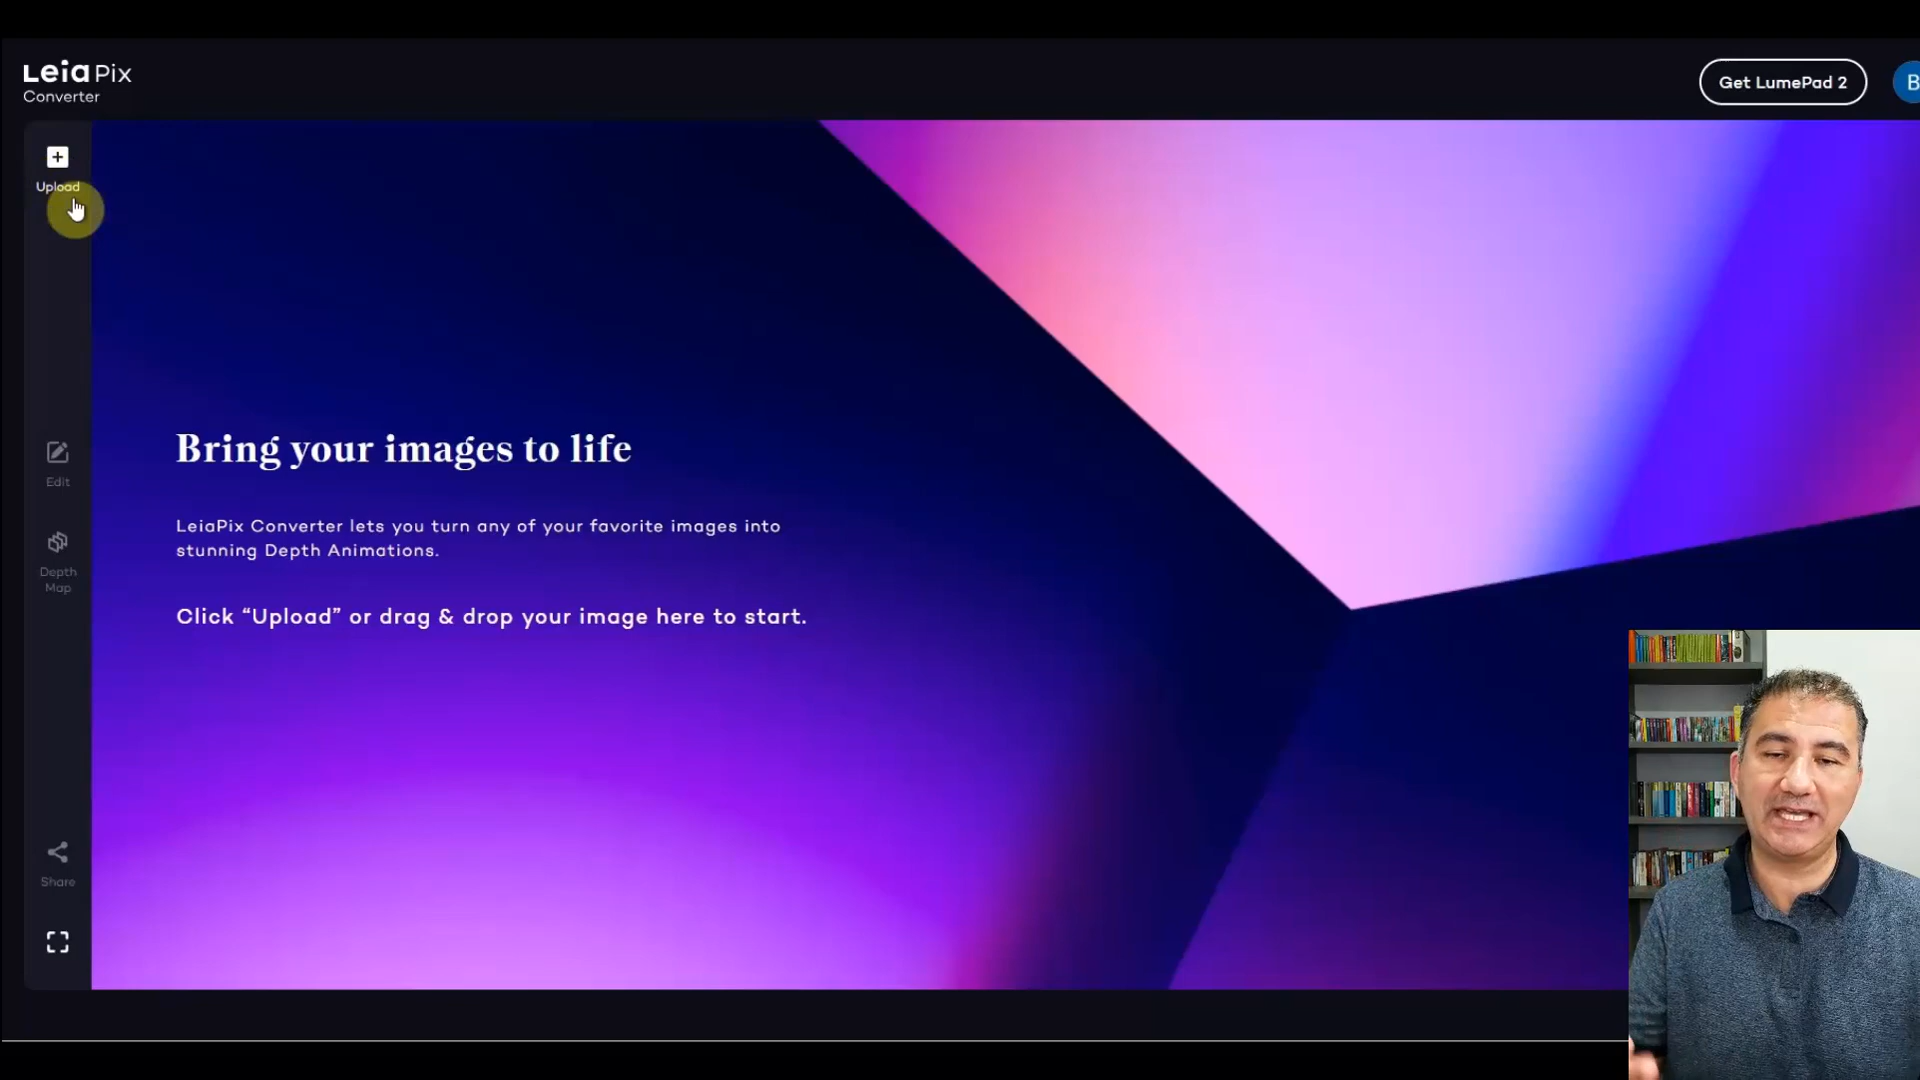 Leia Pix
Converter
Get LumePad 2
B
Upload
Bring your images to life
Edit
LeiaPix Converter lets you turn any of your favorite images into
stunning Depth Animations.
Depth
Map
Click “Upload” or drag & drop your image here to start.
Share